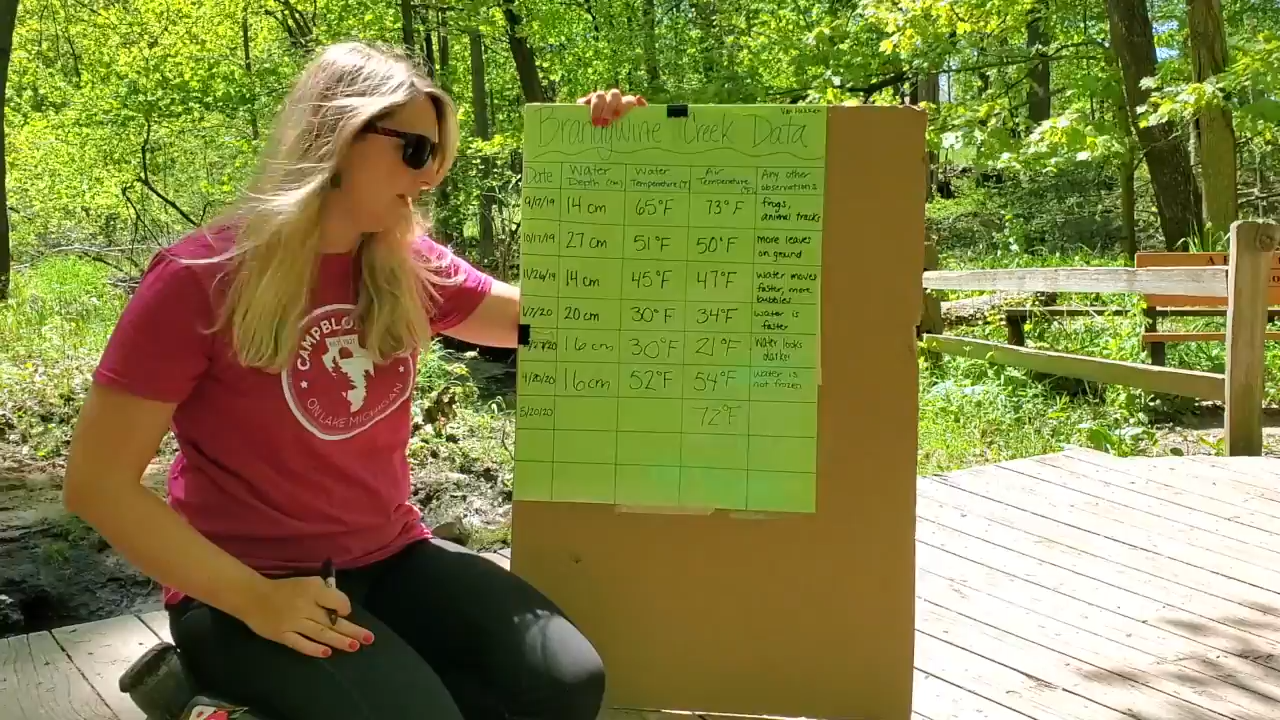 Brandywine Creek Data
Date
Water
Depth (cm)
Water
Temperature (°F)
Air
Temperature
(°F)
Any other
observations
9/17/19 14 cm 65°F 73°F frogs,
animal tracks
10/17/19 27 cm 51°F 50°F more leaves
on ground
11/26/19 14 cm 45°F 47°F water moves
faster, more
bubbles
1/7/20 20 cm 30°F 34°F water is
faster
16 cm 30°F 21°F Water looks
darker
4/20/20 16 cm 52°F 54°F water is
not frozen
5/20/20 72°F
ON LAKE MICHIGAN